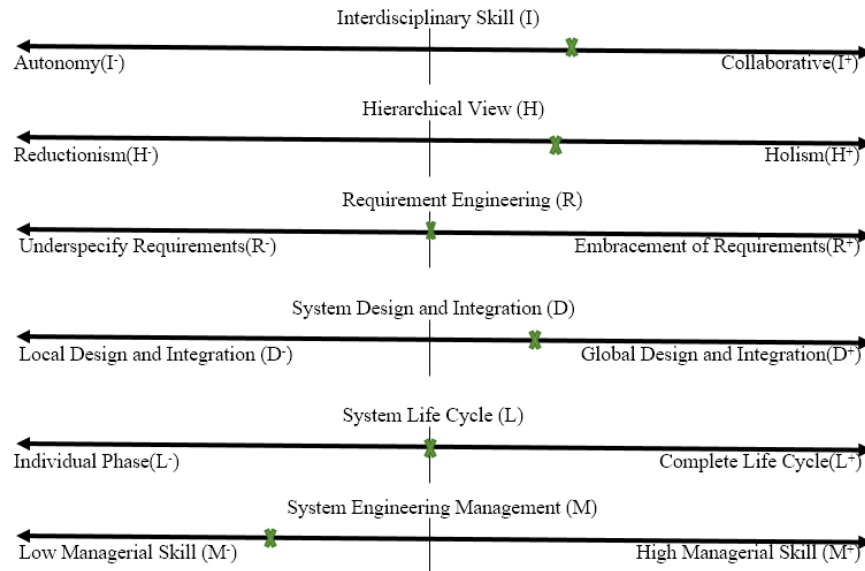 Interdisciplinary Skill (I)
Autonomy(I⁻) Collaborative(I⁺)
Hierarchical View (H)
Reductionism(H⁻) Holism(H⁺)
Requirement Engineering (R)
Underspecify Requirements(R⁻) Embracement of Requirements(R⁺)
System Design and Integration (D)
Local Design and Integration (D⁻) Global Design and Integration(D⁺)
System Life Cycle (L)
Individual Phase(L⁻) Complete Life Cycle(L⁺)
System Engineering Management (M)
Low Managerial Skill (M⁻) High Managerial Skill (M⁺)